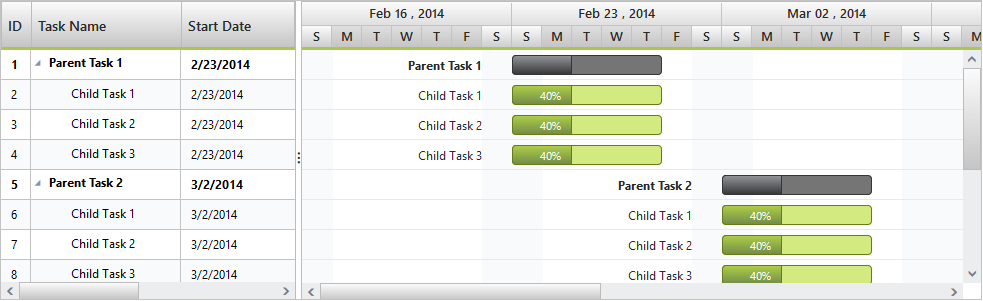 ID Task Name Start Date
Feb 16 , 2014 Feb 23 , 2014 Mar 02 , 2014
S M T W T F S S M T W T F S S M T W T F S S M
1 Parent Task 1 2/23/2014 Parent Task 1
2 Child Task 1 2/23/2014 Child Task 1 40%
3 Child Task 2 2/23/2014 Child Task 2 40%
4 Child Task 3 2/23/2014 Child Task 3 40%
5 Parent Task 2 3/2/2014 Parent Task 2
6 Child Task 1 3/2/2014 Child Task 1 40%
7 Child Task 2 3/2/2014 Child Task 2 40%
8 Child Task 3 3/2/2014 Child Task 3 40%